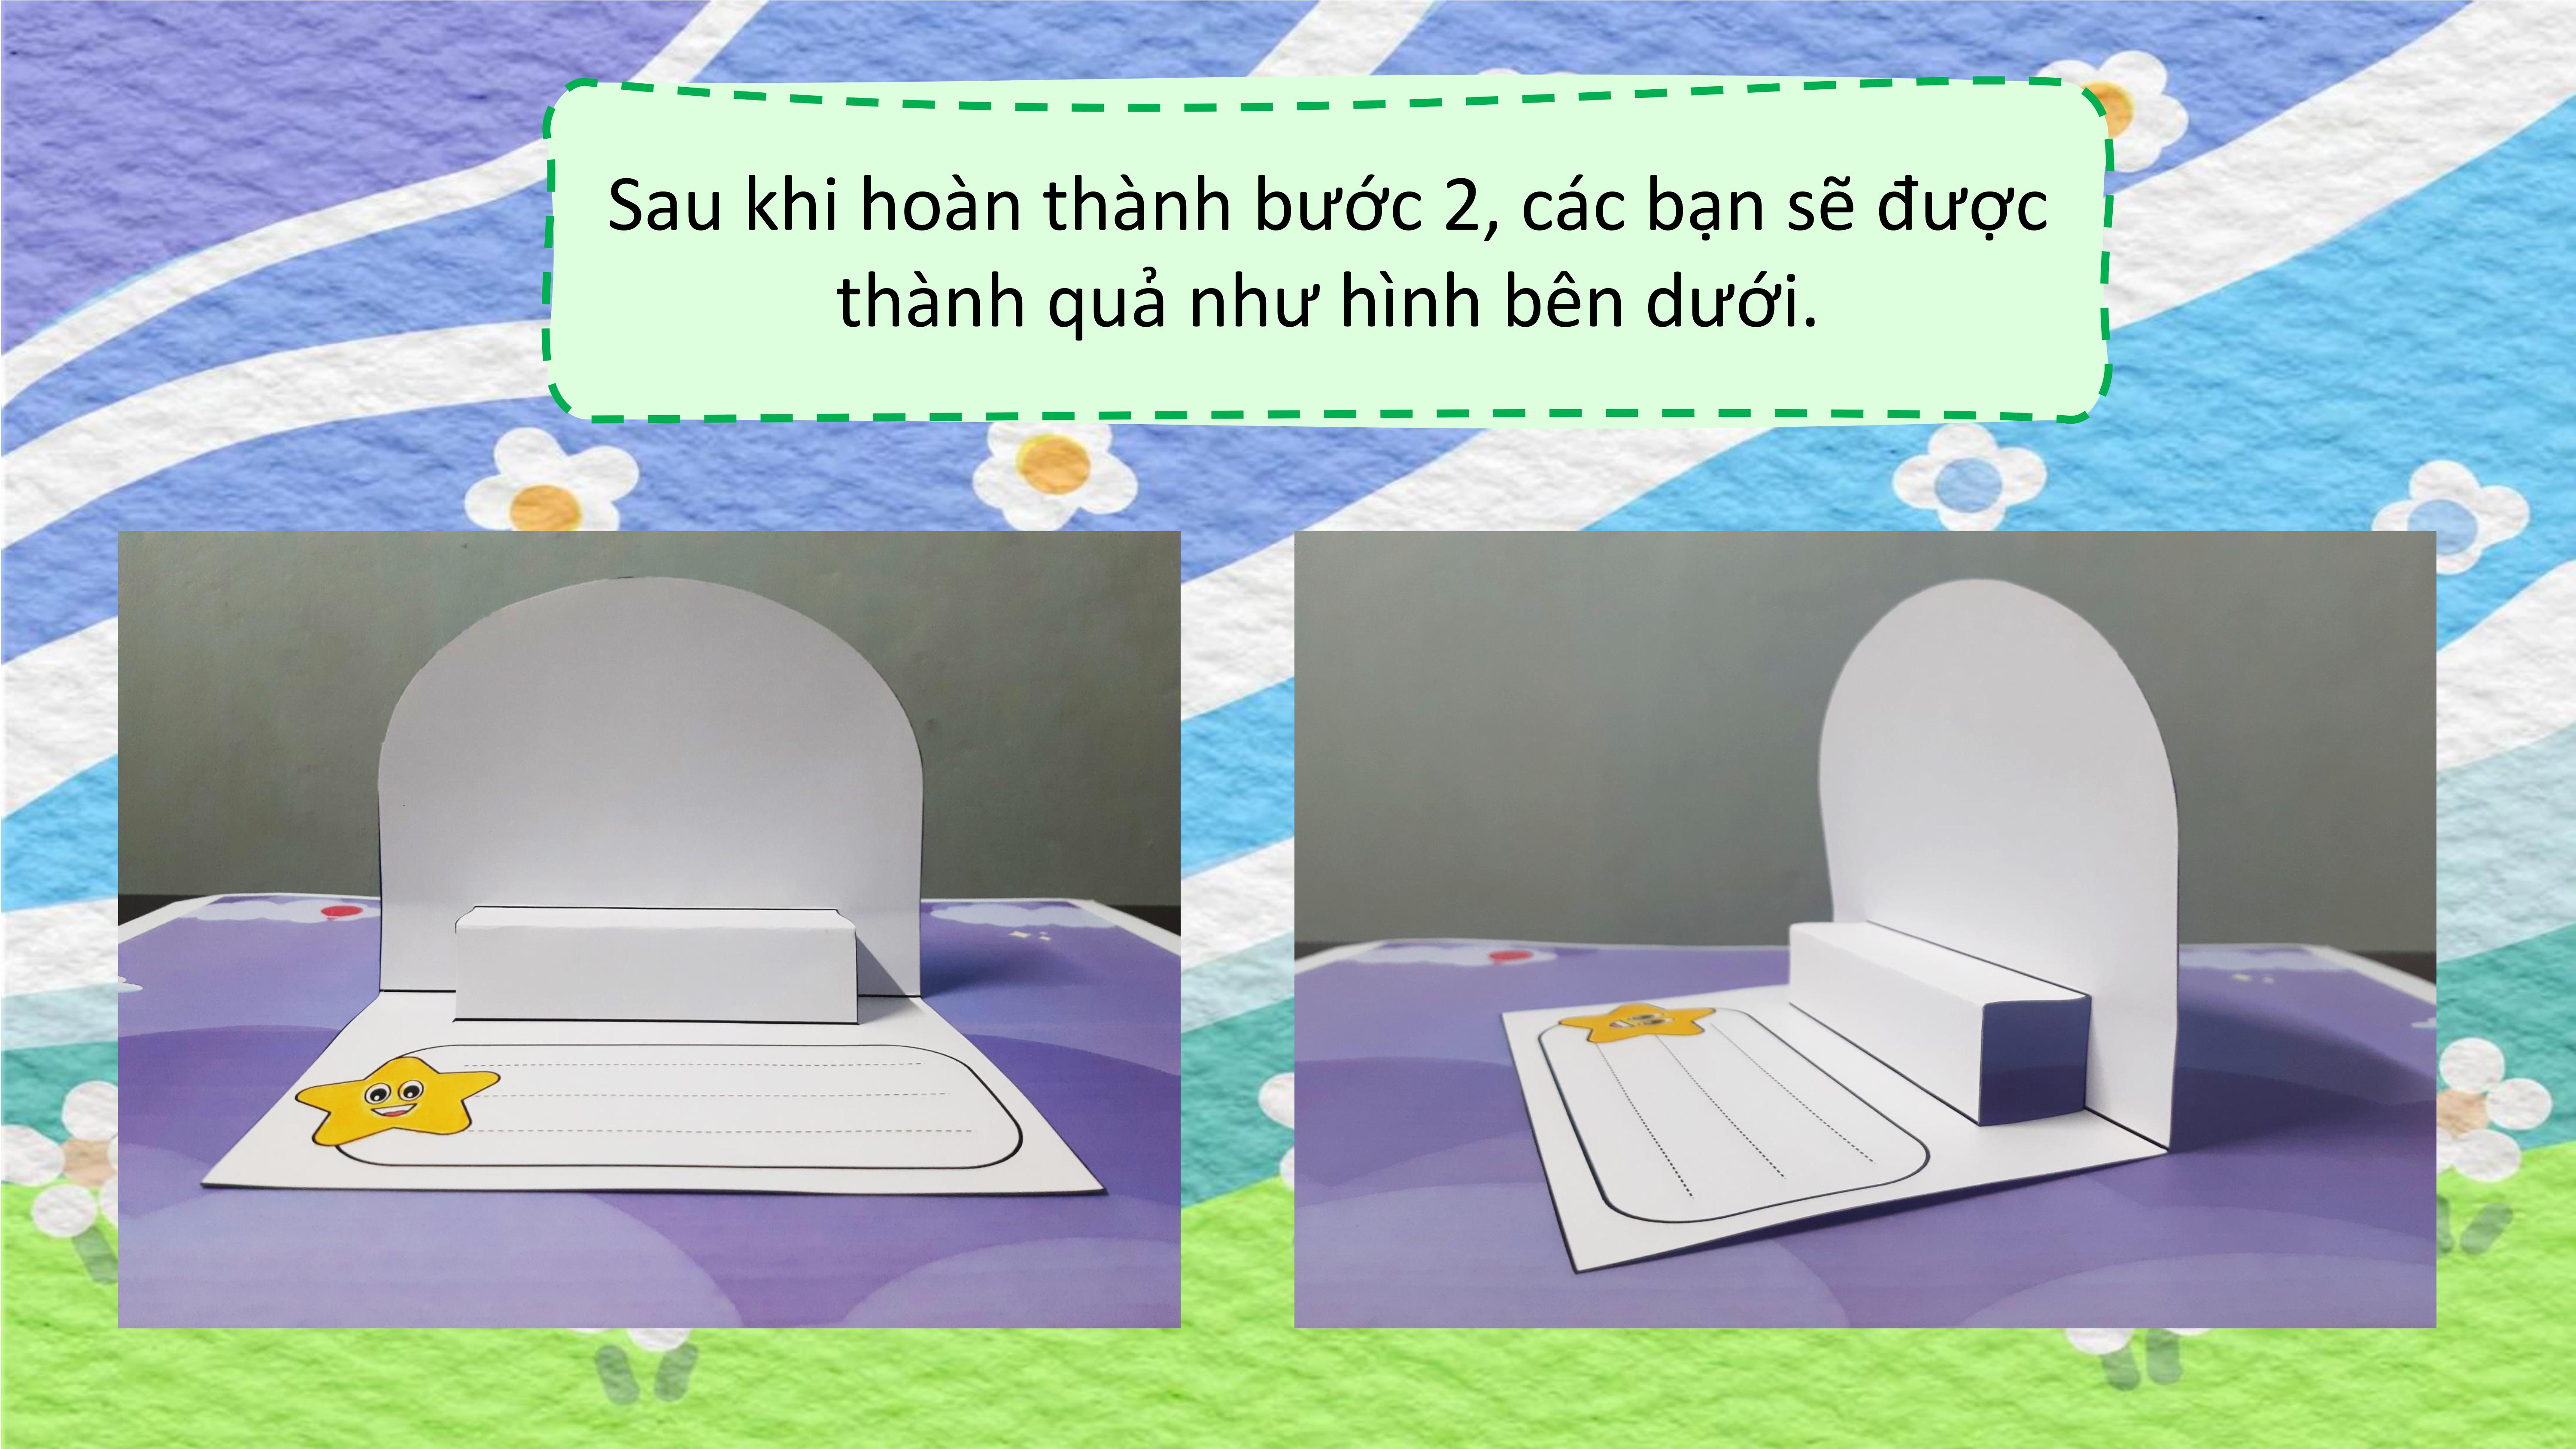 Sau khi hoàn thành bước 2, các bạn sẽ được
thành quả như hình bên dưới.